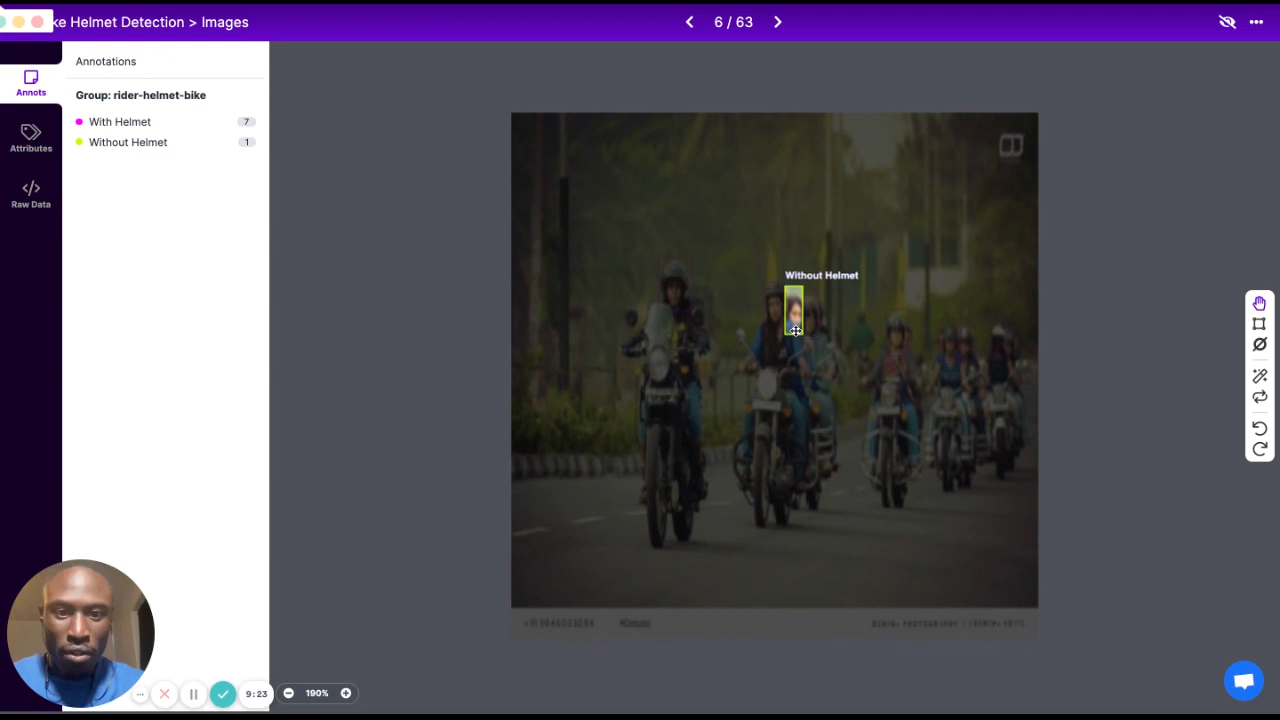 ke Helmet Detection > Images
6 / 63
Annots
Attributes
</> 
Raw Data
Annotations
Group: rider-helmet-bike
With Helmet 7
Without Helmet 1
Without Helmet
9:23
190%